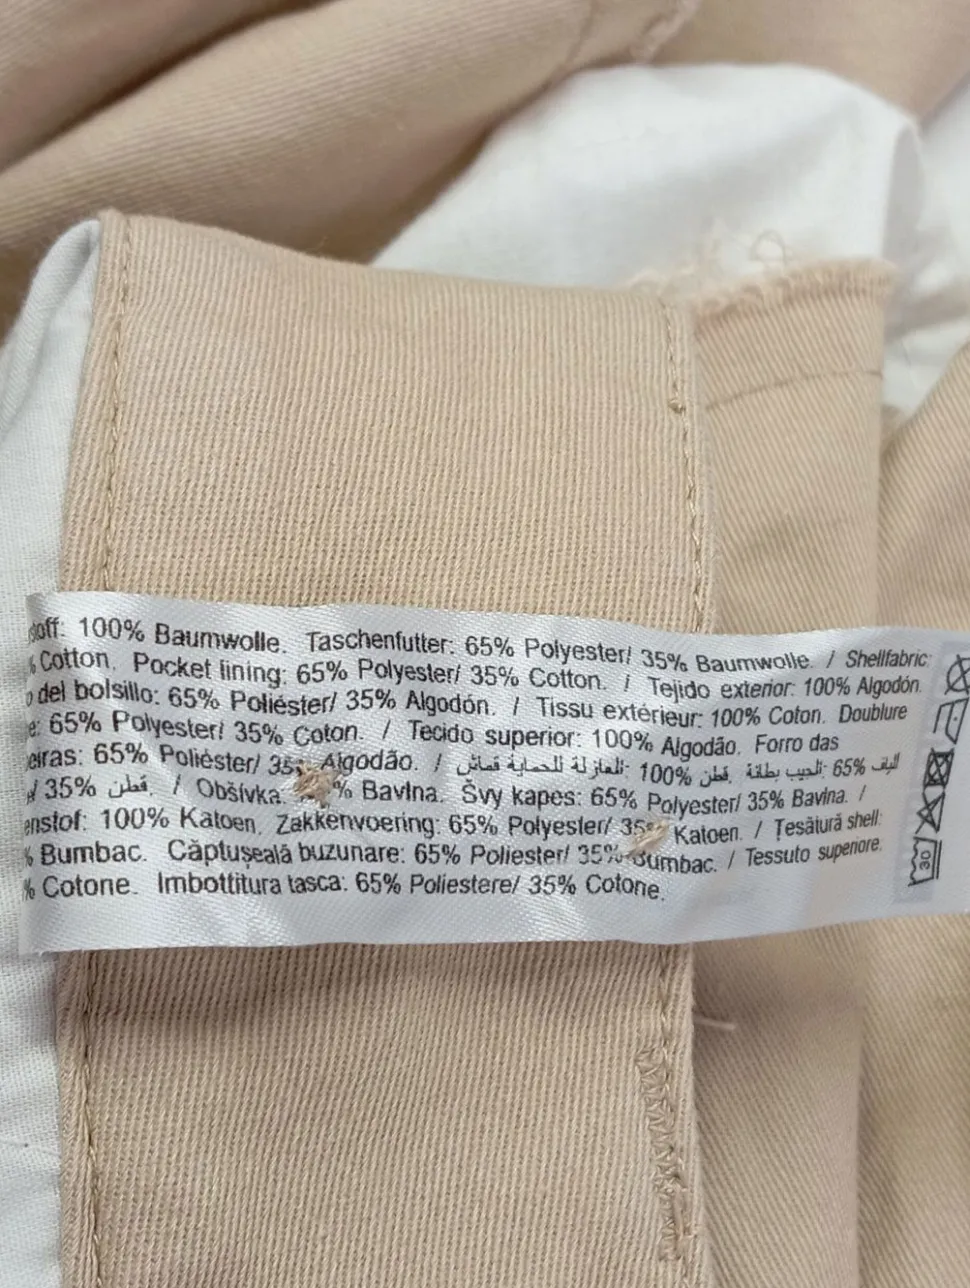 stoff: 100% Baumwolle. Taschenfutter: 65% Polyester/ 35% Baumwolle. / Shellfabric:
% Cotton. Pocket lining: 65% Polyester/ 35% Cotton. / Tejido exterior: 100% Algodón.
o del bolsillo: 65% Poliéster/ 35% Algodón. / Tissu extérieur: 100% Coton. Doublure
e: 65% Polyester/ 35% Coton. / Tecido superior: 100% Algodão. Forro das
eiras: 65% Poliéster/ 35 Algodão. / قماش للحماية العازلة: 100% قطن. بطانة الجيب: 65% الياف
/ 35% قطن. / Obšívka: % Bavlna. Švy kapes: 65% Polyester/ 35% Bavlna. /
enstof: 100% Katoen. Zakkenvoering: 65% Polyester/ 35% Katoen. / Țesătură shell:
% Bumbac. Căptușeală buzunare: 65% Poliester/ 35% Bumbac. / Tessuto superiore:
% Cotone. Imbottitura tasca: 65% Poliestere/ 35% Cotone.
30